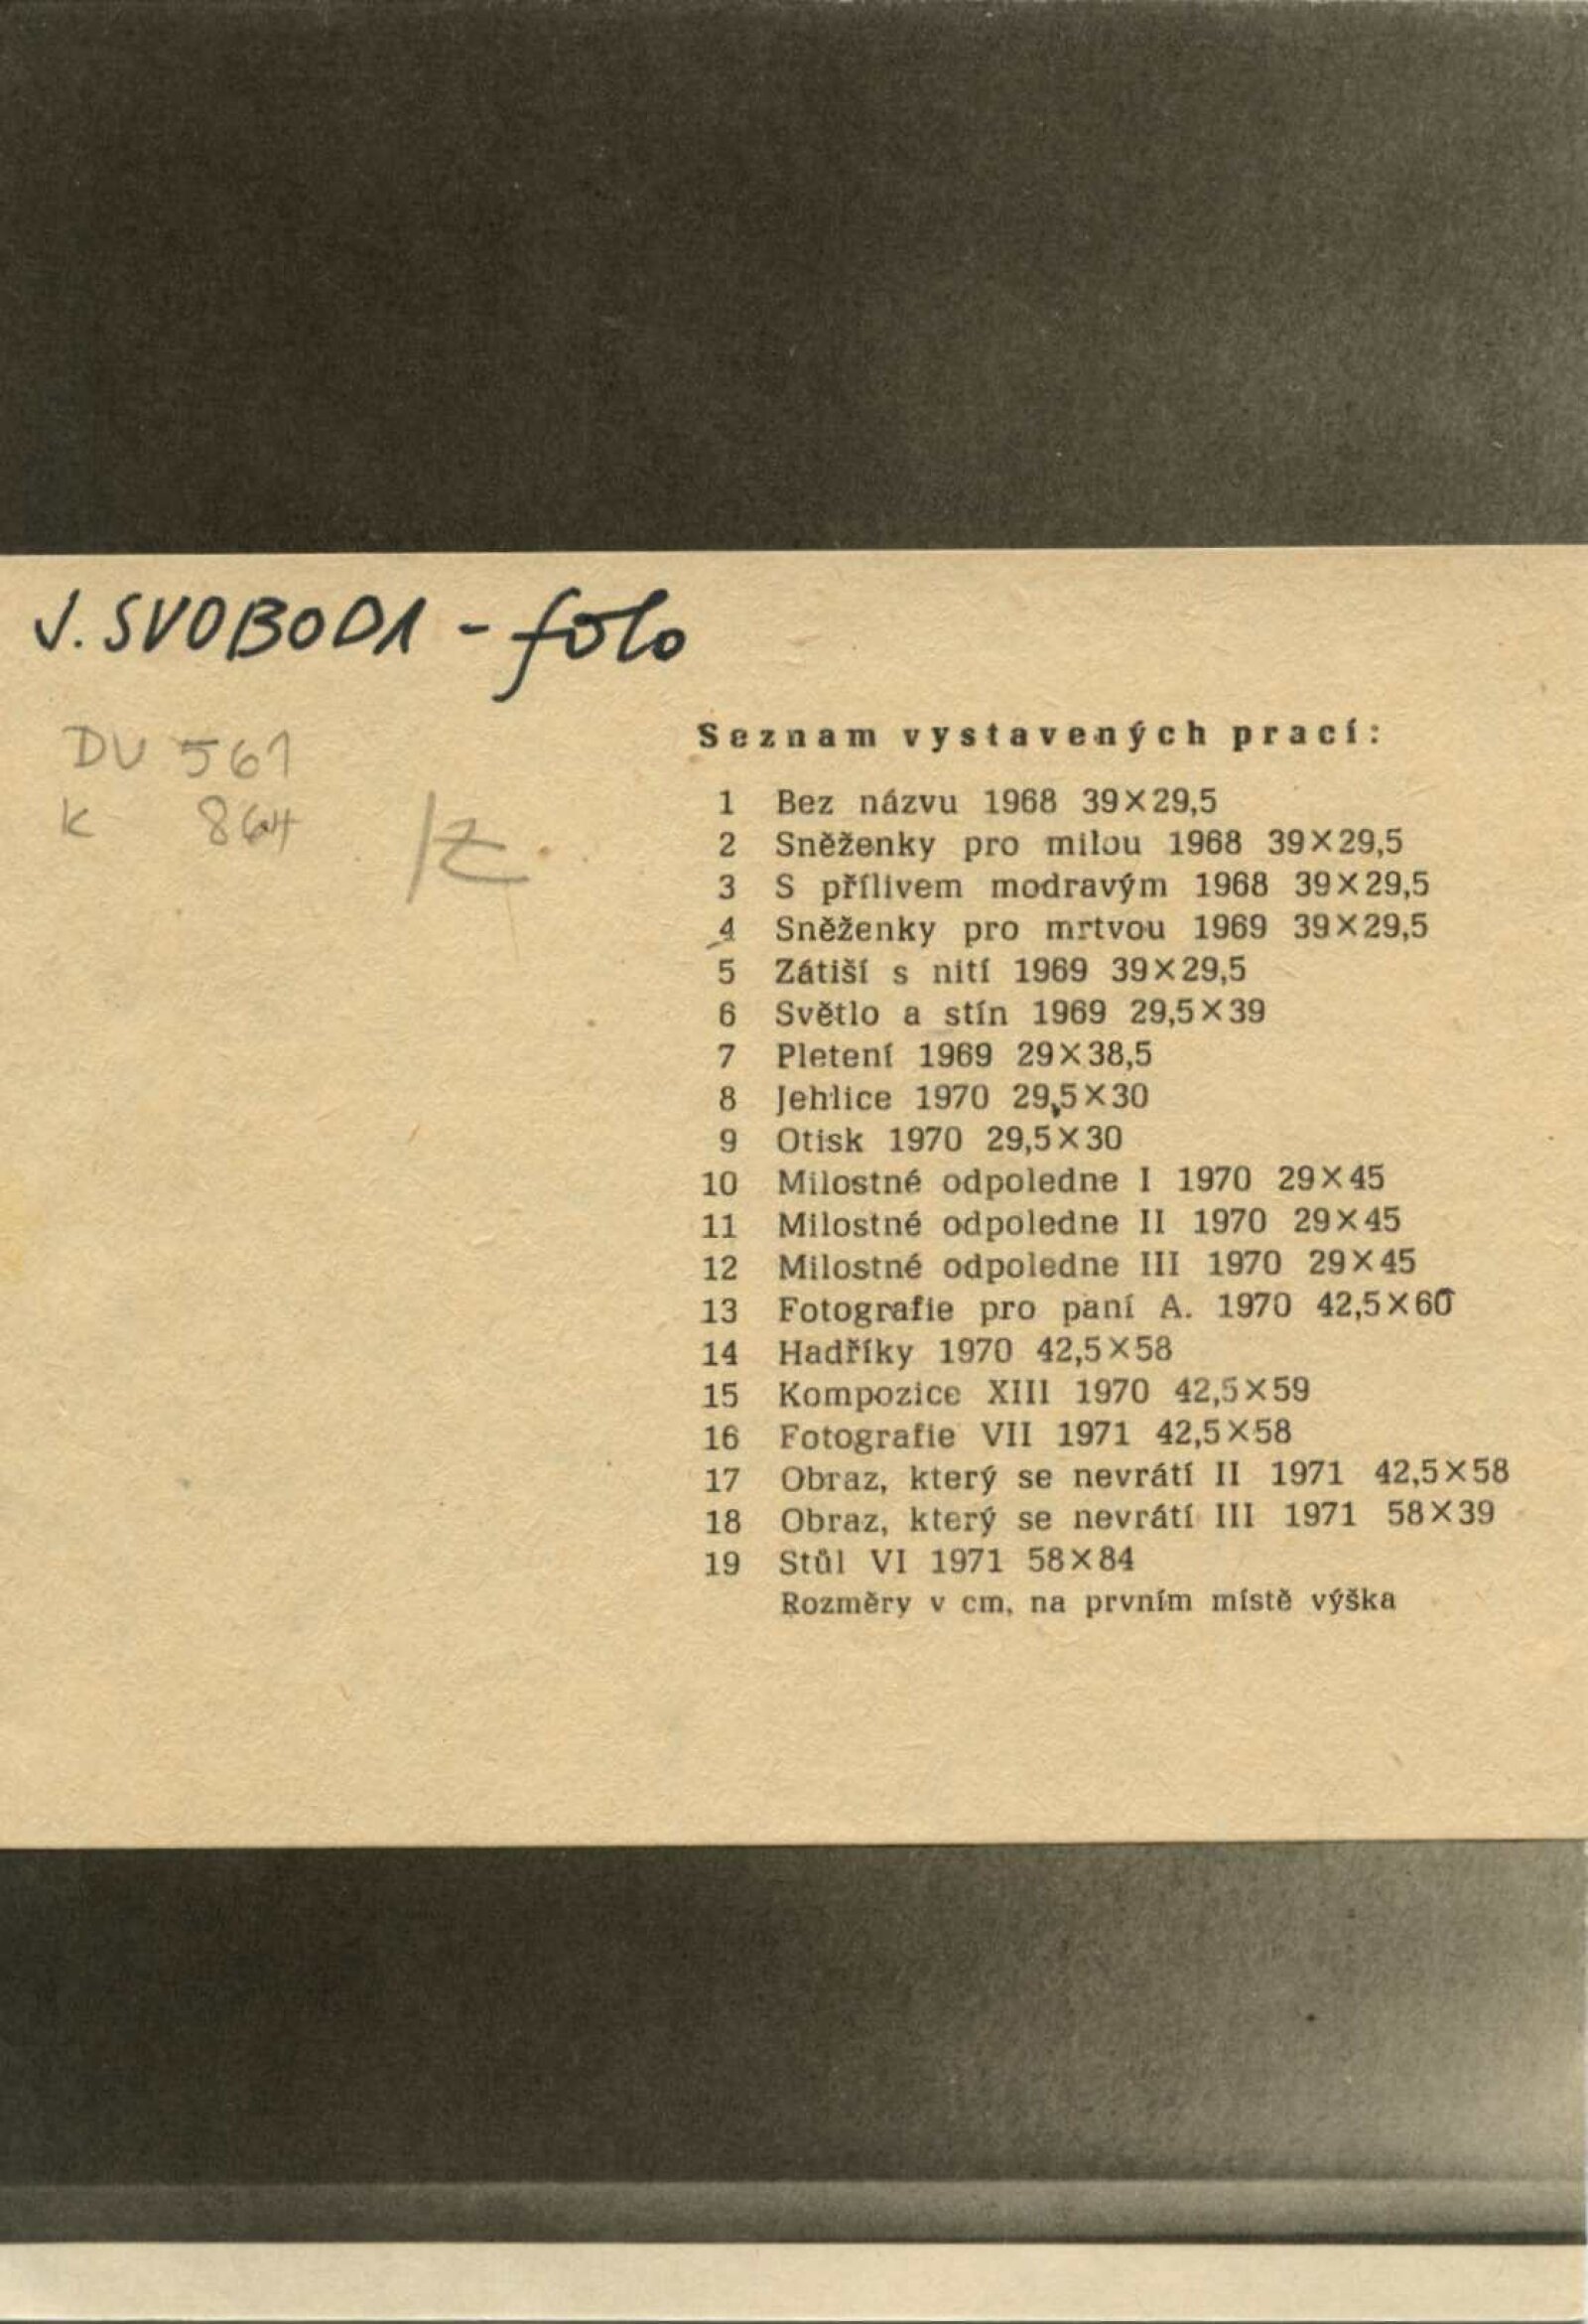 J. SVOBODA - foto
DU 561
K 864
Seznam vystavených prací:
1 Bez názvu 1968 39×29,5
2 Sněženky pro milou 1968 39×29,5
3 S přílivem modravým 1968 39×29,5
4 Sněženky pro mrtvou 1969 39×29,5
5 Zátiší s nití 1969 39×29,5
6 Světlo a stín 1969 29,5×39
7 Pletení 1969 29×38,5
8 Jehlice 1970 29,5×30
9 Otisk 1970 29,5×30
10 Milostné odpoledne I 1970 29×45
11 Milostné odpoledne II 1970 29×45
12 Milostné odpoledne III 1970 29×45
13 Fotografie pro paní A. 1970 42,5×60
14 Hadříky 1970 42,5×58
15 Kompozice XIII 1970 42,5×59
16 Fotografie VII 1971 42,5×58
17 Obraz, který se nevrátí II 1971 42,5×58
18 Obraz, který se nevrátí III 1971 58×39
19 Stůl VI 1971 58×84
Rozměry v cm, na prvním místě výška